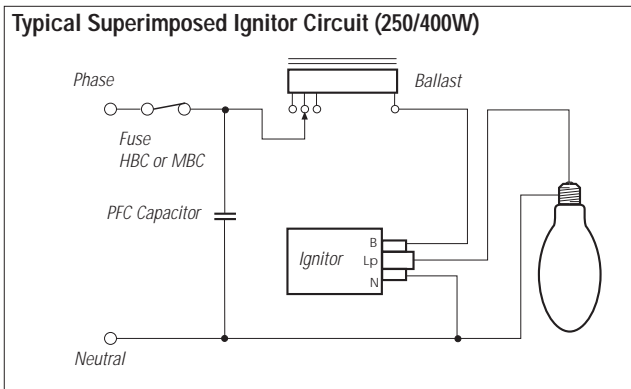 Typical Superimposed Ignitor Circuit (250/400W)
Phase
Ballast
Fuse
HBC or MBC
PFC Capacitor
Ignitor
B
Lp
N
Neutral